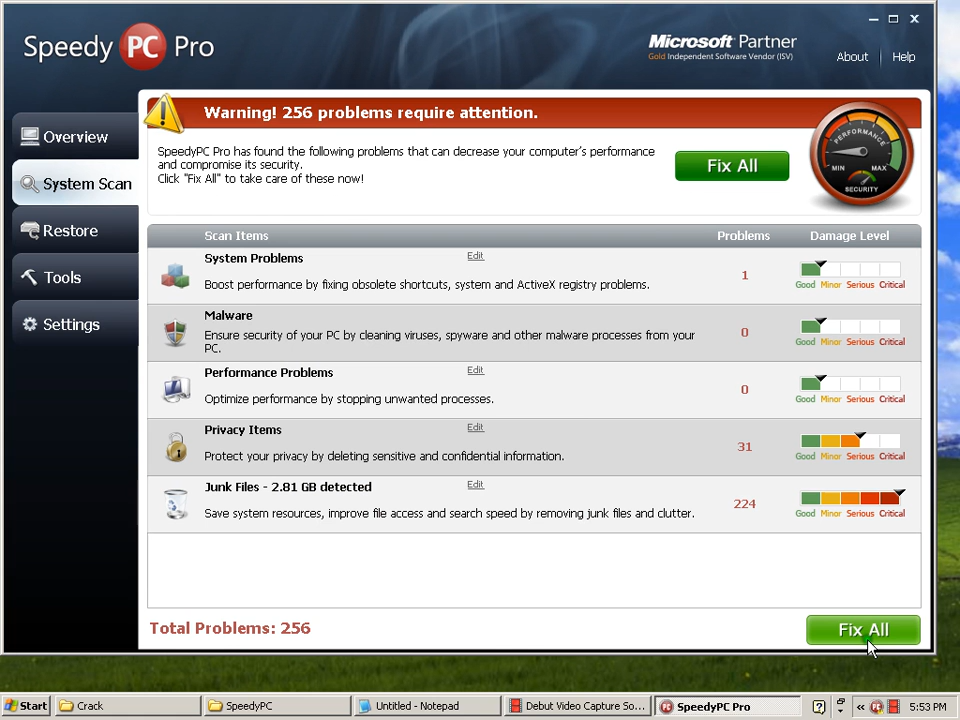 Speedy PC Pro
Microsoft Partner
Gold Independent Software Vendor (ISV)
About
Help
Overview
System Scan
Restore
Tools
Settings
Warning! 256 problems require attention.
SpeedyPC Pro has found the following problems that can decrease your computer's performance
and compromise its security.
Click "Fix All" to take care of these now!
Fix All
PERFORMANCE
MIN MAX
SECURITY
Scan Items Problems Damage Level
System Problems Edit
Boost performance by fixing obsolete shortcuts, system and ActiveX registry problems.
1
Good Minor Serious Critical
Malware
Ensure security of your PC by cleaning viruses, spyware and other malware processes from your
PC.
0
Good Minor Serious Critical
Performance Problems Edit
Optimize performance by stopping unwanted processes.
0
Good Minor Serious Critical
Privacy Items Edit
Protect your privacy by deleting sensitive and confidential information.
31
Good Minor Serious Critical
Junk Files - 2.81 GB detected Edit
Save system resources, improve file access and search speed by removing junk files and clutter.
224
Good Minor Serious Critical
Total Problems: 256
Fix All
Start Crack SpeedyPC Untitled - Notepad Debut Video Capture So... SpeedyPC Pro 5:53 PM